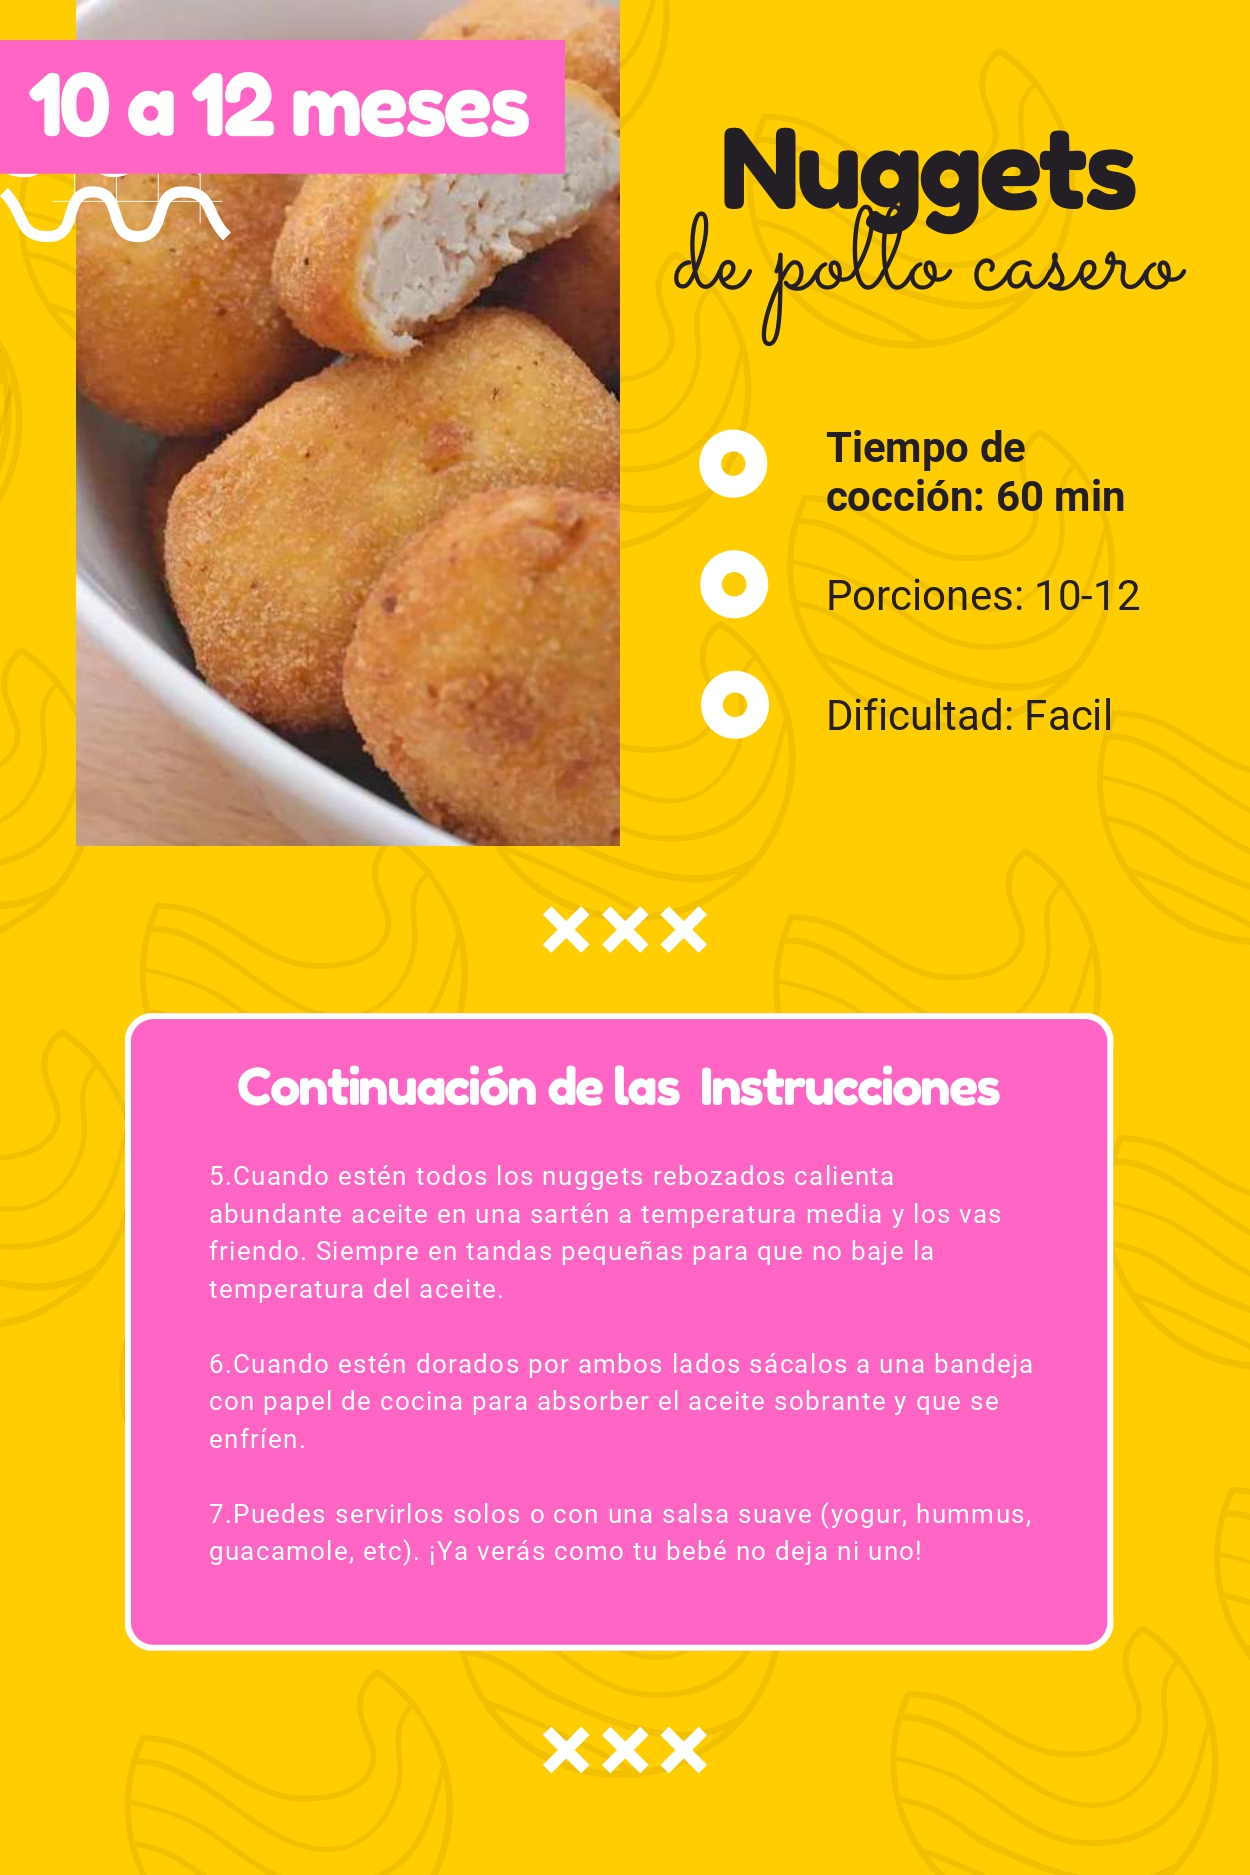 10 a 12 meses
Nuggets
de pollo casero
Tiempo de
cocción: 60 min
Porciones: 10-12
Dificultad: Facil
Continuación de las Instrucciones
5.Cuando estén todos los nuggets rebozados calienta
abundante aceite en una sartén a temperatura media y los vas
friendo. Siempre en tandas pequeñas para que no baje la
temperatura del aceite.
6.Cuando estén dorados por ambos lados sácalos a una bandeja
con papel de cocina para absorber el aceite sobrante y que se
enfríen.
7.Puedes servirlos solos o con una salsa suave (yogur, hummus,
guacamole, etc). ¡Ya verás como tu bebé no deja ni uno!